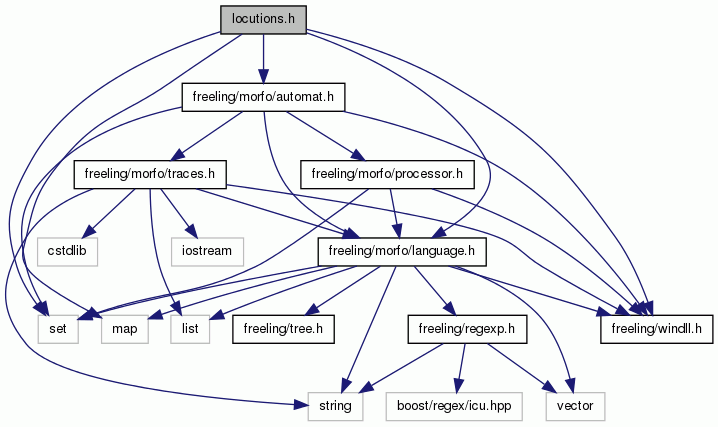 locutions.h
freeling/morfo/automat.h
freeling/morfo/traces.h
freeling/morfo/processor.h
cstdlib
iostream
freeling/morfo/language.h
set
map
list
freeling/tree.h
freeling/regexp.h
freeling/windll.h
string
boost/regex/icu.hpp
vector